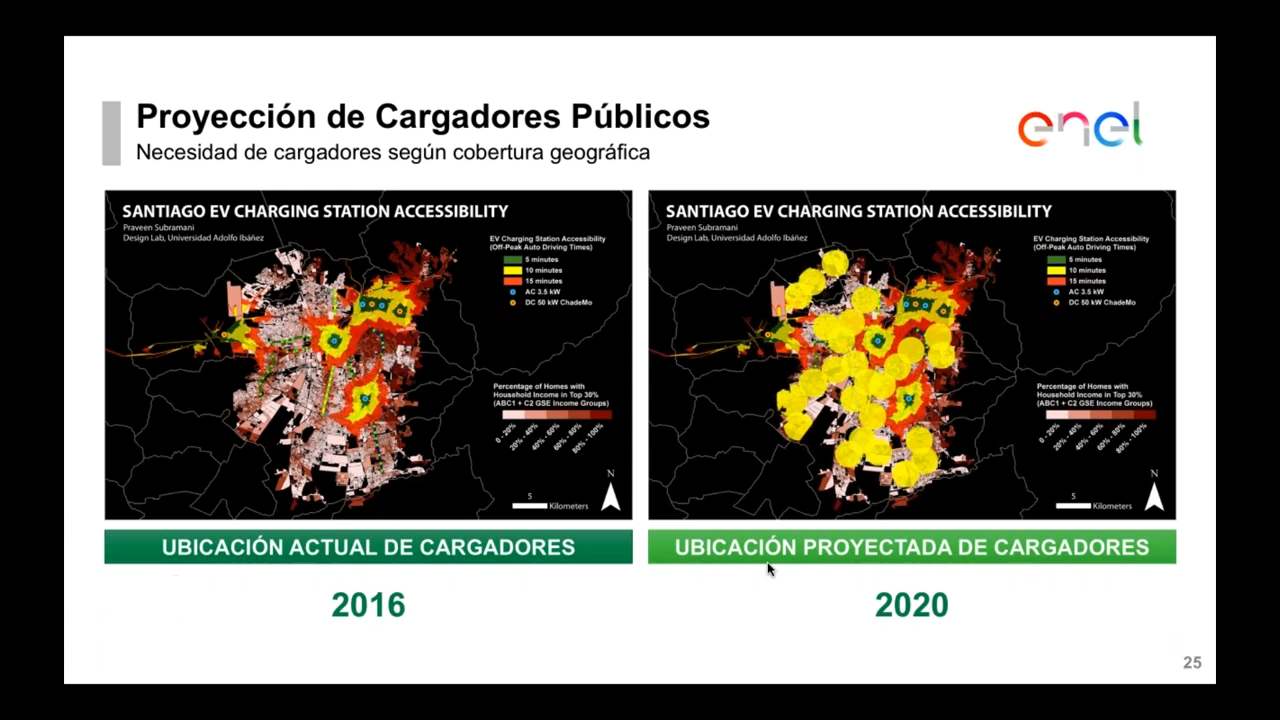 Proyección de Cargadores Públicos
Necesidad de cargadores según cobertura geográfica
enel
SANTIAGO EV CHARGING STATION ACCESSIBILITY
Praveen Subramani
Design Lab, Universidad Adolfo Ibáñez
EV Charging Station Accessibility
(Off-Peak Auto Driving Times)
5 minutes
10 minutes
15 minutes
AC 3.5 kW
DC 50 kW ChadeMo
Percentage of Homes with
Household Income in Top 30%
(ABC1 + C2 GSE Income Groups)
0 - 20%
20% - 40%
40% - 60%
60% - 80%
80% - 100%
N
5
Kilometers
UBICACIÓN ACTUAL DE CARGADORES
2016
SANTIAGO EV CHARGING STATION ACCESSIBILITY
Praveen Subramani
Design Lab, Universidad Adolfo Ibáñez
EV Charging Station Accessibility
(Off-Peak Auto Driving Times)
5 minutes
10 minutes
15 minutes
AC 3.5 kW
DC 50 kW ChadeMo
Percentage of Homes with
Household Income in Top 30%
(ABC1 + C2 GSE Income Groups)
0 - 20%
20% - 40%
40% - 60%
60% - 80%
80% - 100%
N
5
Kilometers
UBICACIÓN PROYECTADA DE CARGADORES
2020
25